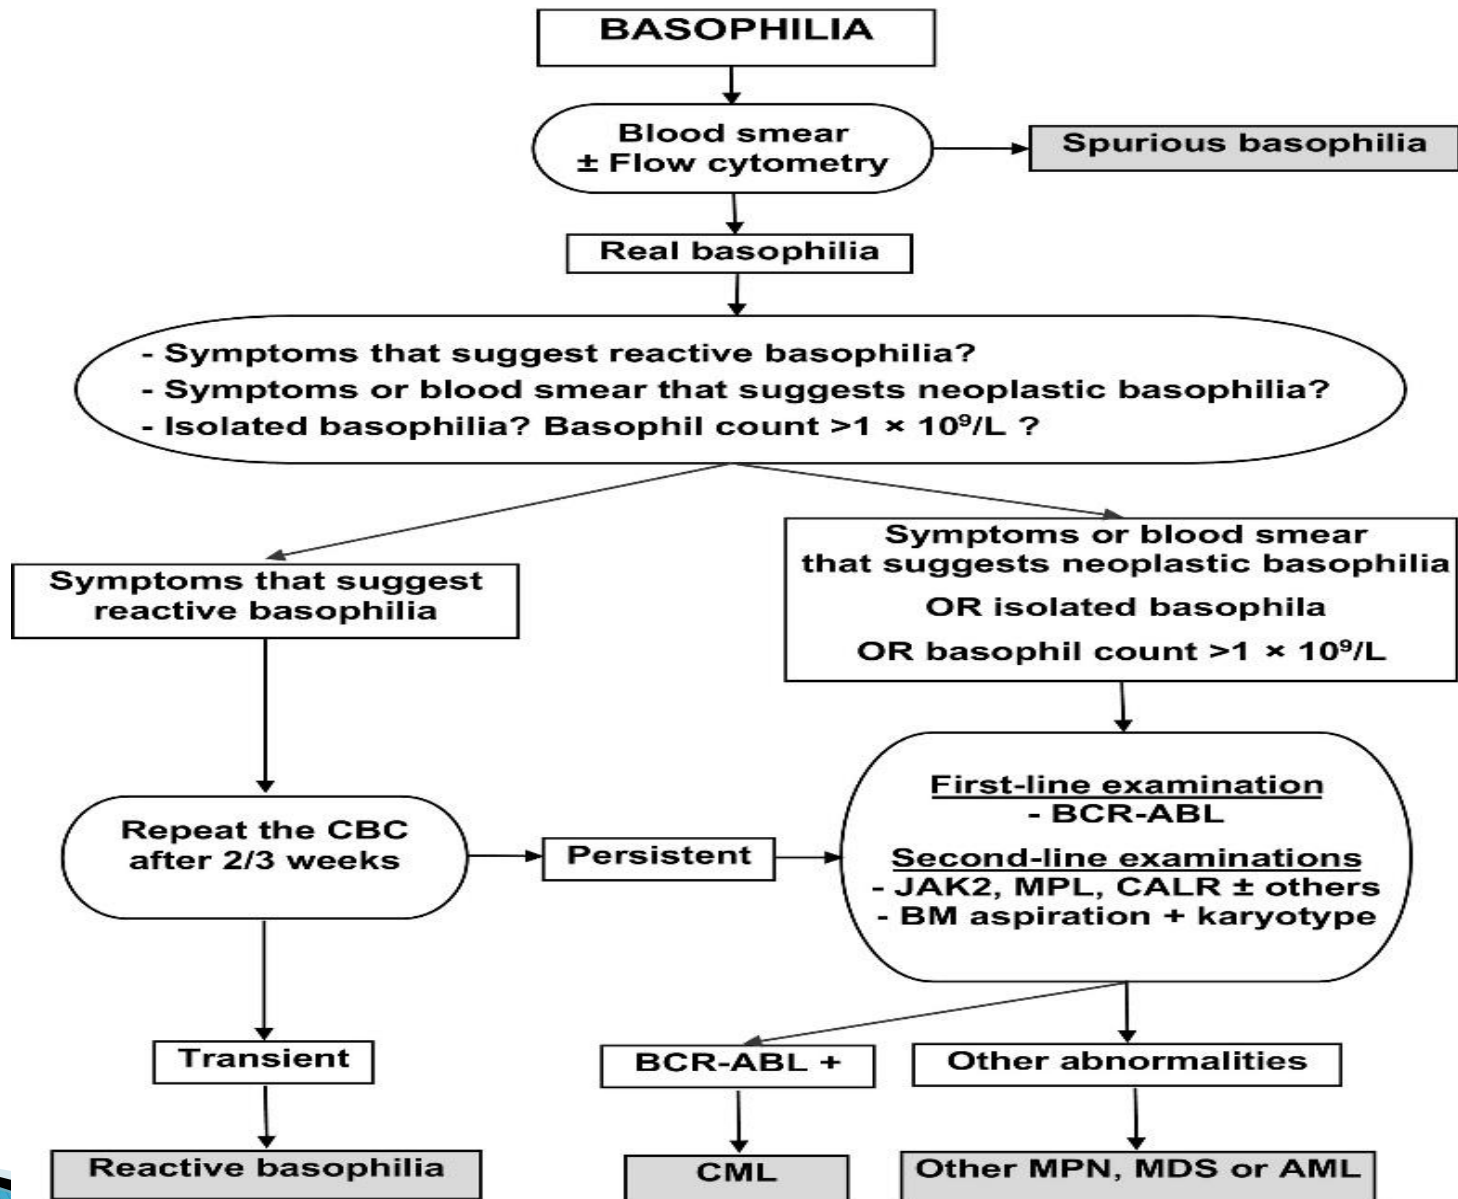 BASOPHILIA
Blood smear
± Flow cytometry
Spurious basophilia
Real basophilia
- Symptoms that suggest reactive basophilia?
- Symptoms or blood smear that suggests neoplastic basophilia?
- Isolated basophilia? Basophil count >1 × 10⁹/L ?
Symptoms that suggest
reactive basophilia
Symptoms or blood smear
that suggests neoplastic basophilia
OR isolated basophila
OR basophil count >1 × 10⁹/L
Repeat the CBC
after 2/3 weeks
Persistent
First-line examination
- BCR-ABL
Second-line examinations
- JAK2, MPL, CALR ± others
- BM aspiration + karyotype
Transient
BCR-ABL +
Other abnormalities
Reactive basophilia
CML
Other MPN, MDS or AML